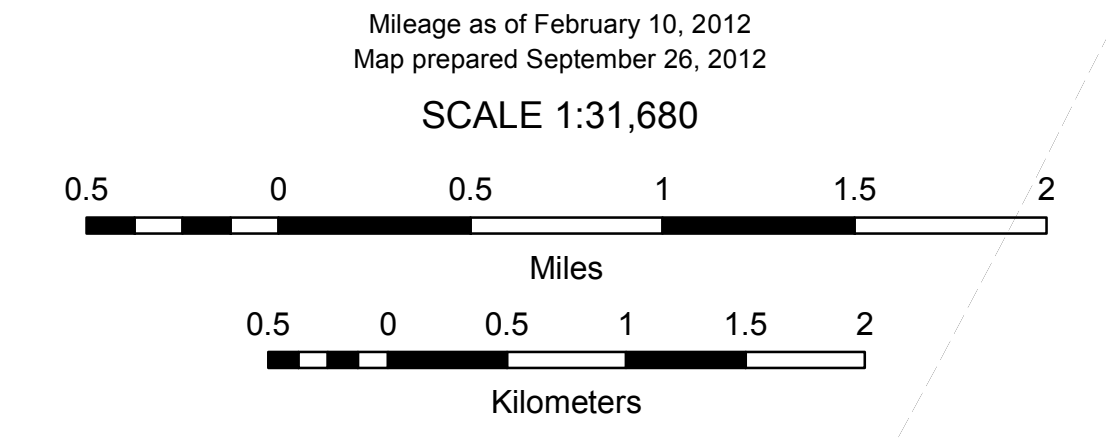 Mileage as of February 10, 2012
Map prepared September 26, 2012
SCALE 1:31,680
0.5 0 0.5 1 1.5 2
Miles
0.5 0 0.5 1 1.5 2
Kilometers